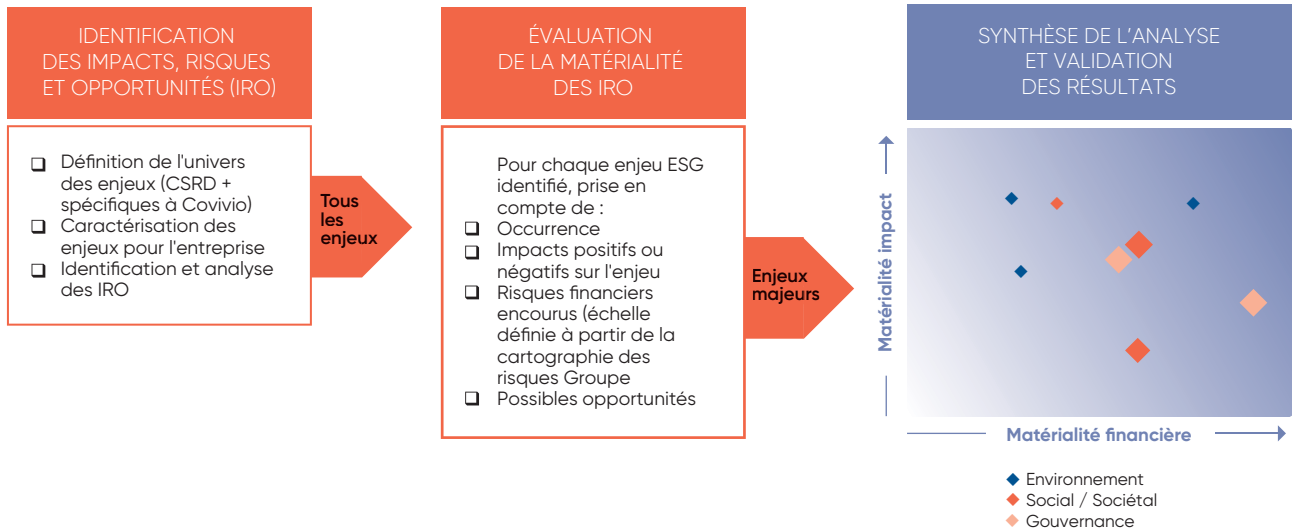 IDENTIFICATION
DES IMPACTS, RISQUES
ET OPPORTUNITÉS (IRO)
❑ Définition de l'univers
des enjeux (CSRD +
spécifiques à Covivio)
❑ Caractérisation des
enjeux pour l'entreprise
❑ Identification et analyse
des IRO
Tous
les
enjeux
ÉVALUATION
DE LA MATÉRIALITÉ
DES IRO
Pour chaque enjeu ESG
identifié, prise en
compte de :
❑ Occurrence
❑ Impacts positifs ou
négatifs sur l'enjeu
❑ Risques financiers
encourus (échelle
définie à partir de la
cartographie des
risques Groupe
❑ Possibles opportunités
Enjeux
majeurs
SYNTHÈSE DE L'ANALYSE
ET VALIDATION
DES RÉSULTATS
Matérialité impact
Matérialité financière
Environnement
Social / Sociétal
Gouvernance